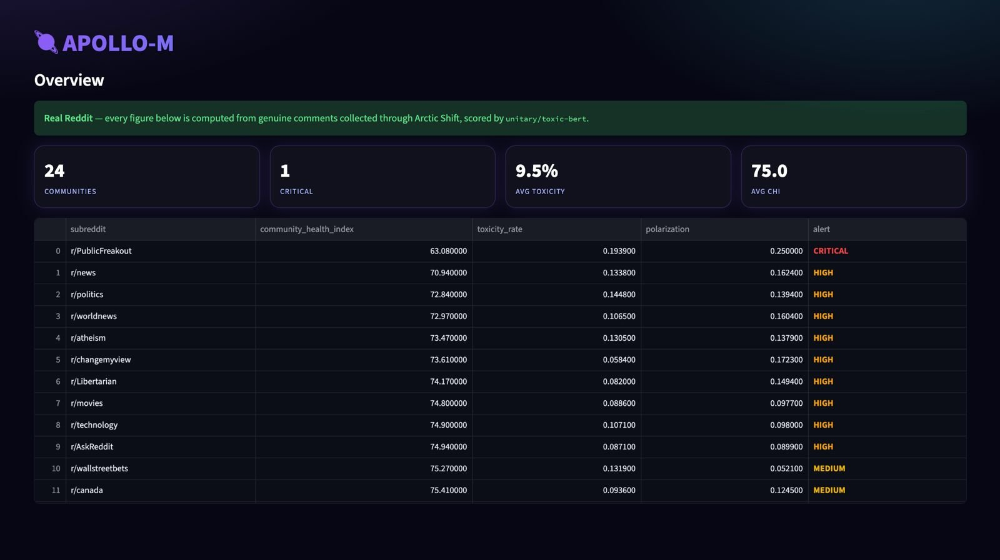 APOLLO-M
Overview
Real Reddit — every figure below is computed from genuine comments collected through Arctic Shift, scored by unitary/toxic-bert.
24
COMMUNITIES
1
CRITICAL
9.5%
AVG TOXICITY
75.0
AVG CHI
subreddit community_health_index toxicity_rate polarization alert
0 r/PublicFreakout 63.080000 0.193900 0.250000 CRITICAL
1 r/news 70.940000 0.133800 0.162400 HIGH
2 r/politics 72.840000 0.144800 0.139400 HIGH
3 r/worldnews 72.970000 0.106500 0.160400 HIGH
4 r/atheism 73.470000 0.130500 0.137900 HIGH
5 r/changemyview 73.610000 0.058400 0.172300 HIGH
6 r/Libertarian 74.170000 0.082000 0.149400 HIGH
7 r/movies 74.800000 0.088600 0.097700 HIGH
8 r/technology 74.900000 0.107100 0.098000 HIGH
9 r/AskReddit 74.940000 0.087100 0.089900 HIGH
10 r/wallstreetbets 75.270000 0.131900 0.052100 MEDIUM
11 r/canada 75.410000 0.093600 0.124500 MEDIUM